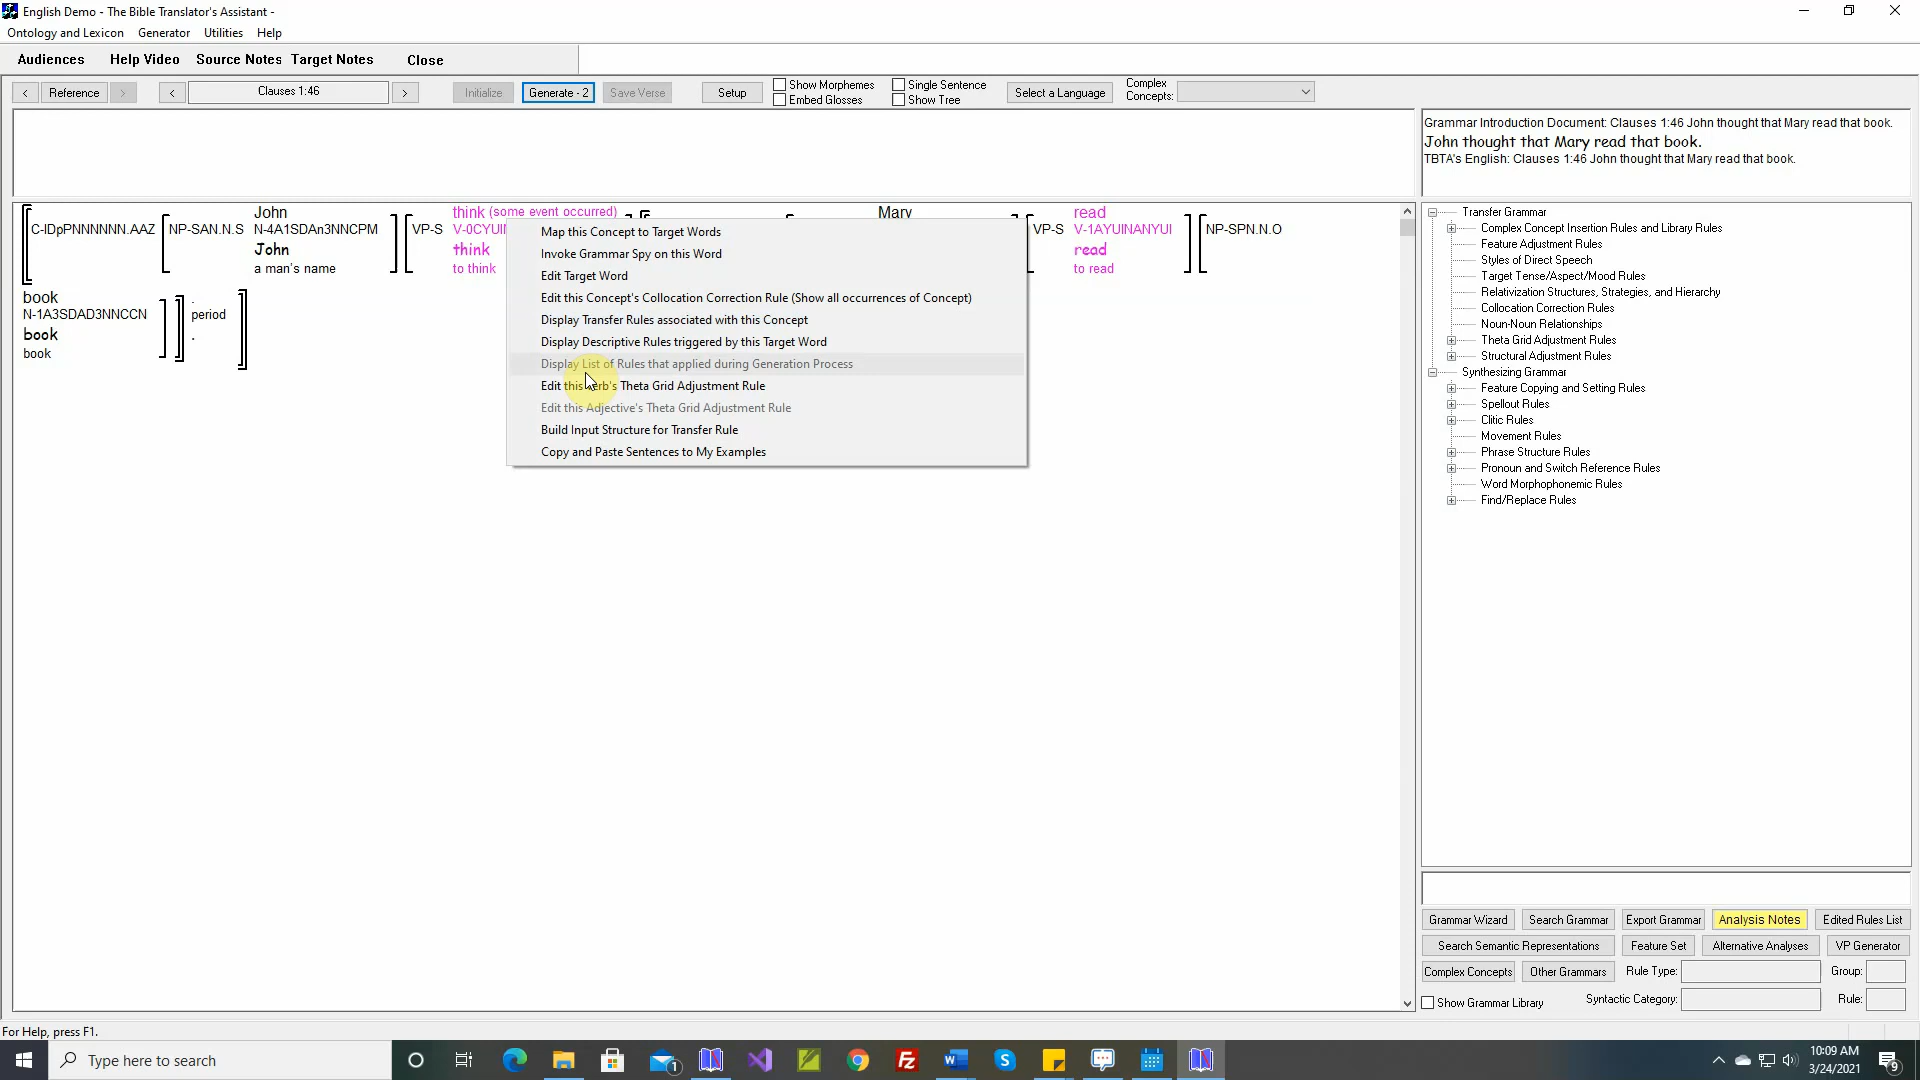 English Demo - The Bible Translator's Assistant -
Ontology and Lexicon Generator Utilities Help
Audiences Help Video Source Notes Target Notes Close
< Reference > < Clauses 1:46 > Initialize Generate - 2 Save Verse Setup Show Morphemes Embed Glosses Single Sentence Show Tree Select a Language Complex Concepts:
Grammar Introduction Document: Clauses 1:46 John thought that Mary read that book.
John thought that Mary read that book.
TBTA's English: Clauses 1:46 John thought that Mary read that book.
John think (some event occurred) Mary read
C-IDpPNNNNNN.AAZ NP-SAN.N.S N-4A1SDAn3NNCPM VP-S V-0CYUI VP-S V-1AYUINANYUI NP-SPN.N.O
John think read
a man's name to think to read
book
N-1A3SDAD3NNCCN period
book .
book
Map this Concept to Target Words
Invoke Grammar Spy on this Word
Edit Target Word
Edit this Concept's Collocation Correction Rule (Show all occurrences of Concept)
Display Transfer Rules associated with this Concept
Display Descriptive Rules triggered by this Target Word
Display List of Rules that applied during Generation Process
Edit this Verb's Theta Grid Adjustment Rule
Edit this Adjective's Theta Grid Adjustment Rule
Build Input Structure for Transfer Rule
Copy and Paste Sentences to My Examples
Transfer Grammar
Complex Concept Insertion Rules and Library Rules
Feature Adjustment Rules
Styles of Direct Speech
Target Tense/Aspect/Mood Rules
Relativization Structures, Strategies, and Hierarchy
Collocation Correction Rules
Noun-Noun Relationships
Theta Grid Adjustment Rules
Structural Adjustment Rules
Synthesizing Grammar
Feature Copying and Setting Rules
Spellout Rules
Clitic Rules
Movement Rules
Phrase Structure Rules
Pronoun and Switch Reference Rules
Word Morphophonemic Rules
Find/Replace Rules
Grammar Wizard Search Grammar Export Grammar Analysis Notes Edited Rules List
Search Semantic Representations Feature Set Alternative Analyses VP Generator
Complex Concepts Other Grammars Rule Type: Group:
Show Grammar Library Syntactic Category: Rule:
For Help, press F1.
Type here to search
10:09 AM
3/24/2021